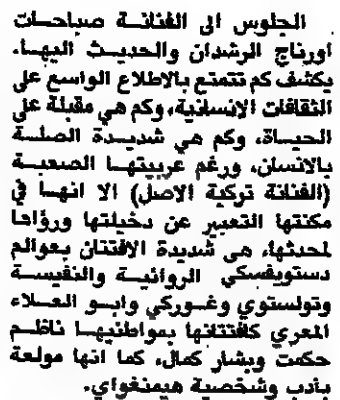 الجلوس الى الفنانة صباحات
اورناج الرشدان والحديث اليها.
يكشف كم تتمتع بالاطلاع الواسع على
الثقافات الانسانية، وكم هي مقبلة على
الحياة، وكم هي شديدة الصلة
بالانسان، ورغم عربيتها الصعبة
(الفنانة تركية الاصل) الا انها في
مكنتها التعبير عن دخيلتها ورؤاها
لمحدثها، هي شديدة الافتتان بعوالم
دستويفسكي الروائية والنفيسة
وتولستوي وغوركي وابو العلاء
المعري كافتتانها بمواطنيها ناظم
حكمت ويشار كمال، كما انها مولعة
بأدب وشخصية هيمنغواي.